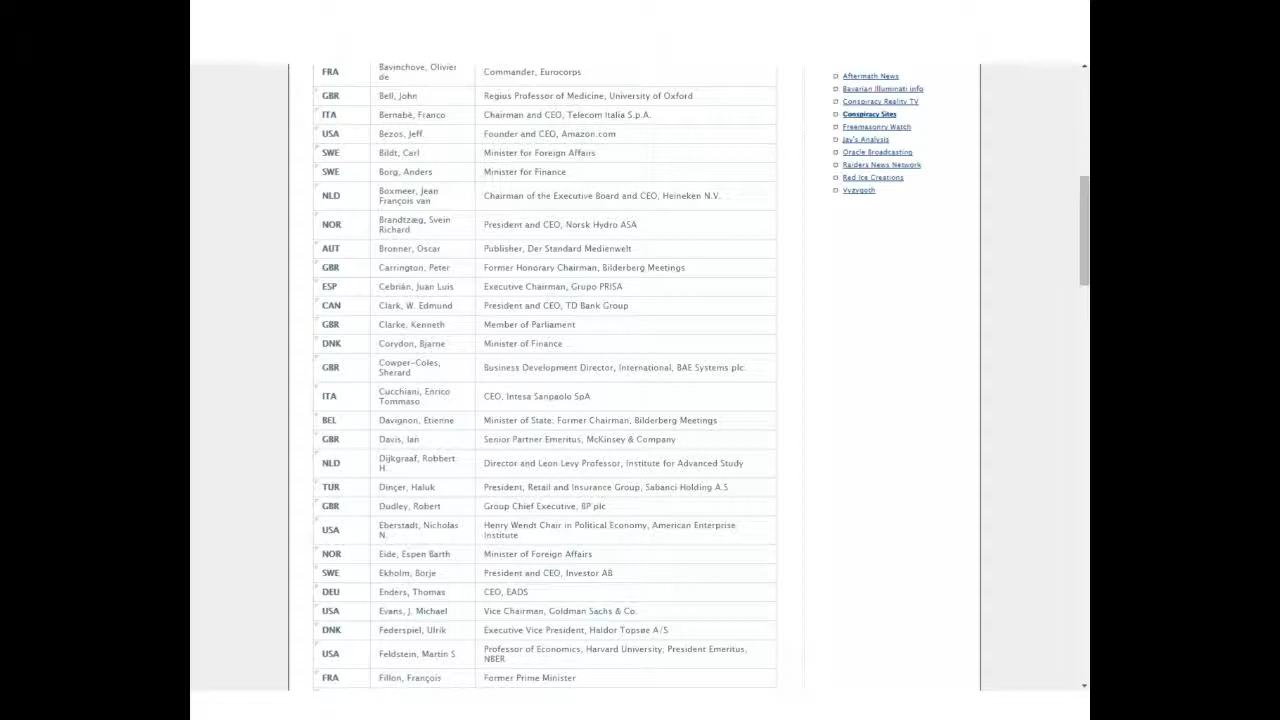 FRA Bavinchove, Olivier de Commander, Eurocorps
GBR Bell, John Regius Professor of Medicine, University of Oxford
ITA Bernabè, Franco Chairman and CEO, Telecom Italia S.p.A.
USA Bezos, Jeff Founder and CEO, Amazon.com
SWE Bildt, Carl Minister for Foreign Affairs
SWE Borg, Anders Minister for Finance
NLD Boxmeer, Jean François van Chairman of the Executive Board and CEO, Heineken N.V.
NOR Brandtzæg, Svein Richard President and CEO, Norsk Hydro ASA
AUT Bronner, Oscar Publisher, Der Standard Medienwelt
GBR Carrington, Peter Former Honorary Chairman, Bilderberg Meetings
ESP Cebrián, Juan Luis Executive Chairman, Grupo PRISA
CAN Clark, W. Edmund President and CEO, TD Bank Group
GBR Clarke, Kenneth Member of Parliament
DNK Corydon, Bjarne Minister of Finance
GBR Cowper-Coles, Sherard Business Development Director, International, BAE Systems plc
ITA Cucchiani, Enrico Tommaso CEO, Intesa Sanpaolo SpA
BEL Davignon, Etienne Minister of State; Former Chairman, Bilderberg Meetings
GBR Davis, Ian Senior Partner Emeritus, McKinsey & Company
NLD Dijkgraaf, Robbert H. Director and Leon Levy Professor, Institute for Advanced Study
TUR Dinçer, Haluk President, Retail and Insurance Group, Sabanci Holding A.S
GBR Dudley, Robert Group Chief Executive, BP plc
USA Eberstadt, Nicholas N. Henry Wendt Chair in Political Economy, American Enterprise Institute
NOR Eide, Espen Barth Minister of Foreign Affairs
SWE Ekholm, Börje President and CEO, Investor AB
DEU Enders, Thomas CEO, EADS
USA Evans, J. Michael Vice Chairman, Goldman Sachs & Co.
DNK Federspiel, Ulrik Executive Vice President, Haldor Topsøe A/S
USA Feldstein, Martin S. Professor of Economics, Harvard University, President Emeritus, NBER
FRA Fillon, François Former Prime Minister
Aftermath News
Bavarian Illuminati info
Conspiracy Reality TV
Conspiracy Sites
Freemasonry Watch
Jay's Analysis
Oracle Broadcasting
Raiders News Network
Red Ice Creations
Vyzygoth